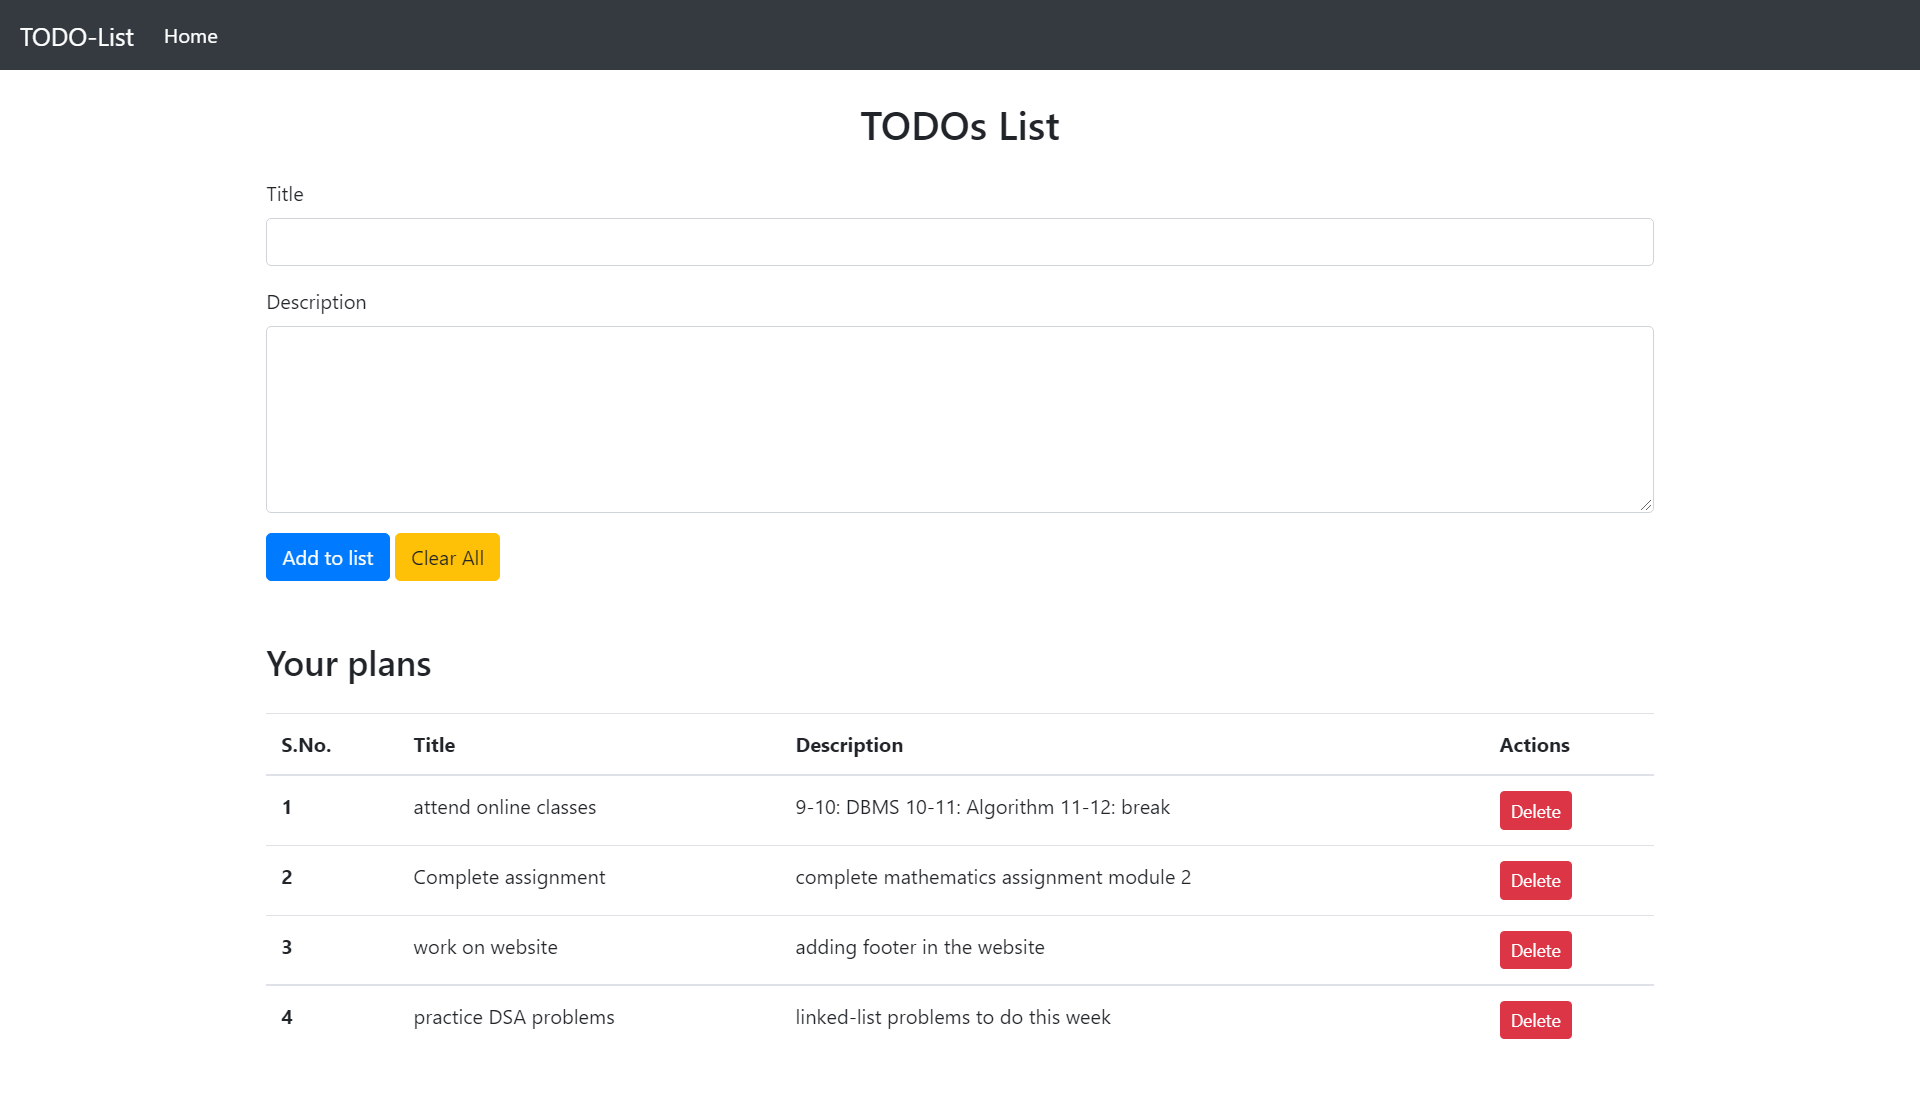 TODO-List Home
TODOs List
Title
Description
Add to list Clear All
Your plans
S.No. Title Description Actions
1 attend online classes 9-10: DBMS 10-11: Algorithm 11-12: break Delete
2 Complete assignment complete mathematics assignment module 2 Delete
3 work on website adding footer in the website Delete
4 practice DSA problems linked-list problems to do this week Delete